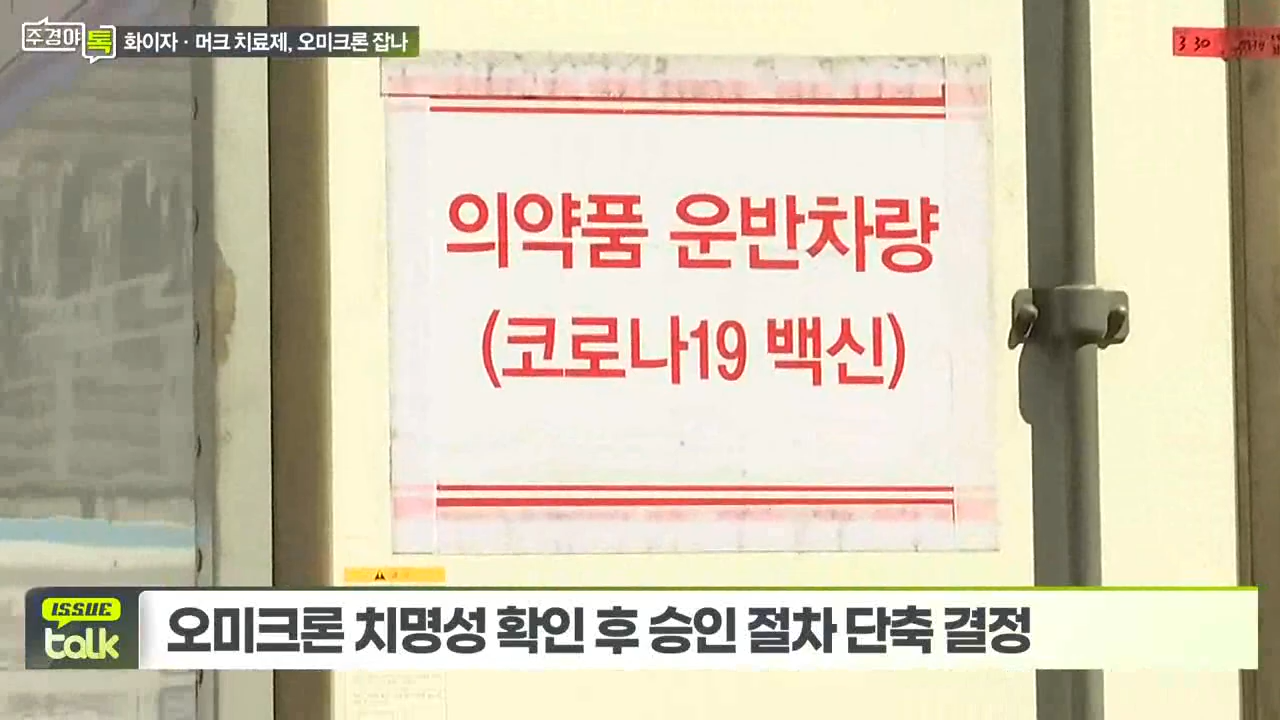 주경야톡 화이자·머크 치료제, 오미크론 잡나
3 30
의약품 운반차량
(코로나19 백신)
ISSUE talk
오미크론 치명성 확인 후 승인 절차 단축 결정